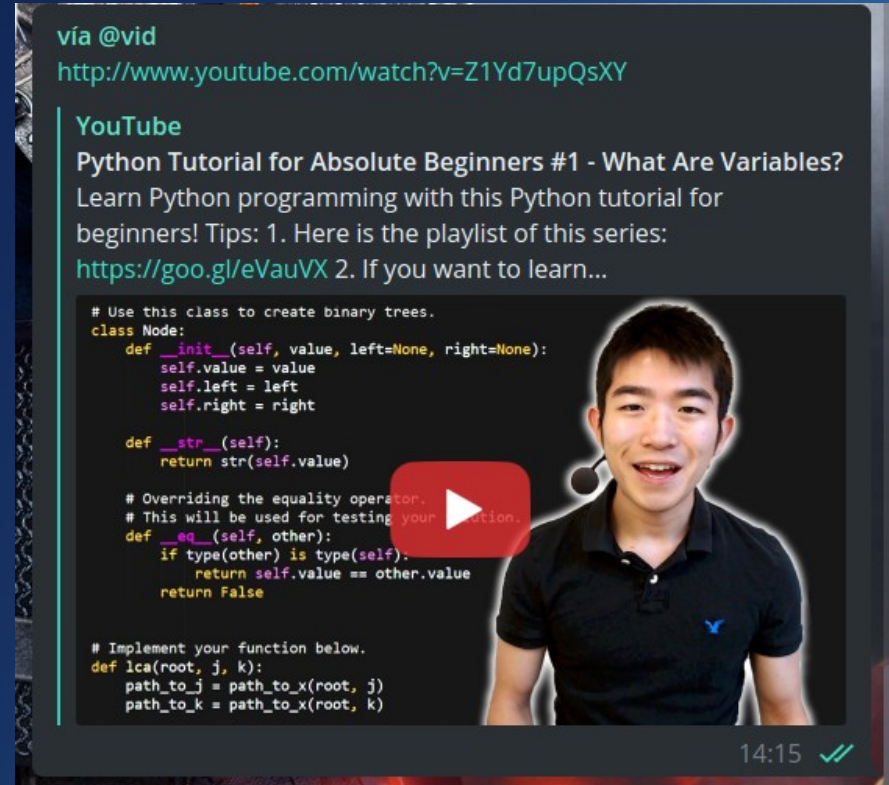 vía @vid
http://www.youtube.com/watch?v=Z1Yd7upQsXY
YouTube
Python Tutorial for Absolute Beginners #1 - What Are Variables?
Learn Python programming with this Python tutorial for
beginners! Tips: 1. Here is the playlist of this series:
https://goo.gl/eVauVX 2. If you want to learn...
# Use this class to create binary trees.
class Node:
    def __init__(self, value, left=None, right=None):
        self.value = value
        self.left = left
        self.right = right
    def __str__(self):
        return str(self.value)
    # Overriding the equality operator.
    # This will be used for testing your
    def __eq__(self, other):
        if type(other) is type(self):
            return self.value == other.value
        return False
# Implement your function below.
def lca(root, j, k):
    path_to_j = path_to_x(root, j)
    path_to_k = path_to_x(root, k)
14:15